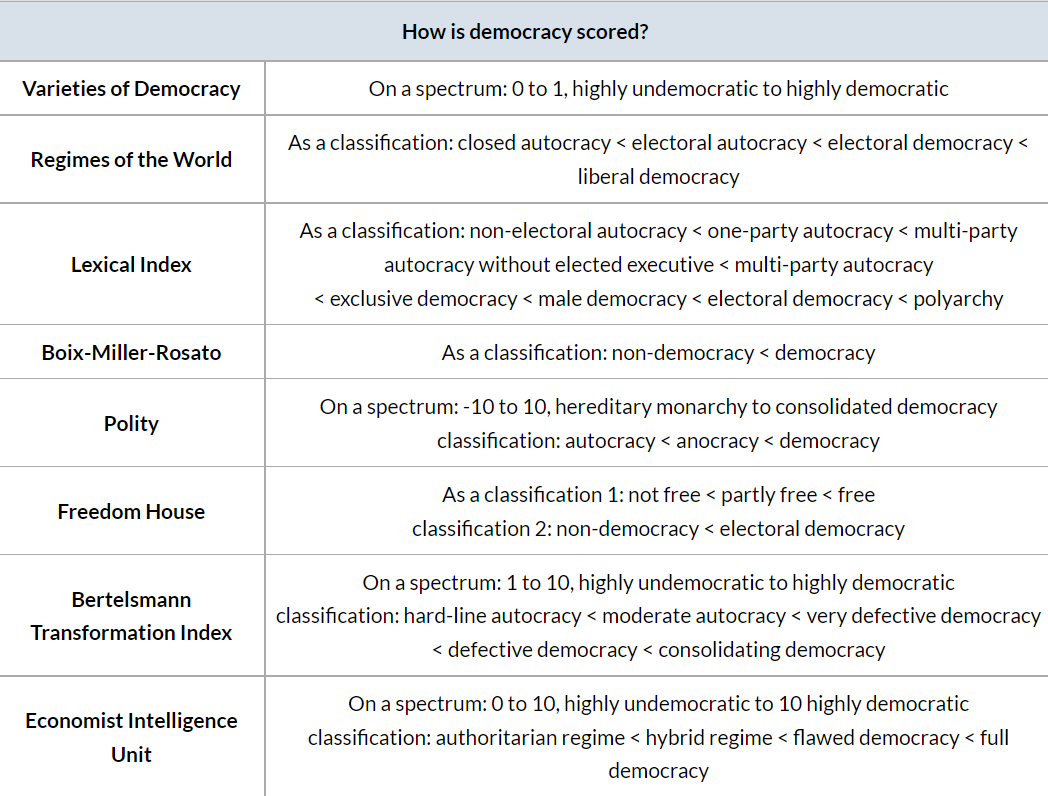 How is democracy scored?
Varieties of Democracy
On a spectrum: 0 to 1, highly undemocratic to highly democratic
Regimes of the World
As a classification: closed autocracy < electoral autocracy < electoral democracy <
liberal democracy
Lexical Index
As a classification: non-electoral autocracy < one-party autocracy < multi-party
autocracy without elected executive < multi-party autocracy
< exclusive democracy < male democracy < electoral democracy < polyarchy
Boix-Miller-Rosato
As a classification: non-democracy < democracy
Polity
On a spectrum: -10 to 10, hereditary monarchy to consolidated democracy
classification: autocracy < anocracy < democracy
Freedom House
As a classification 1: not free < partly free < free
classification 2: non-democracy < electoral democracy
Bertelsmann
Transformation Index
On a spectrum: 1 to 10, highly undemocratic to highly democratic
classification: hard-line autocracy < moderate autocracy < very defective democracy
< defective democracy < consolidating democracy
Economist Intelligence
Unit
On a spectrum: 0 to 10, highly undemocratic to 10 highly democratic
classification: authoritarian regime < hybrid regime < flawed democracy < full
democracy